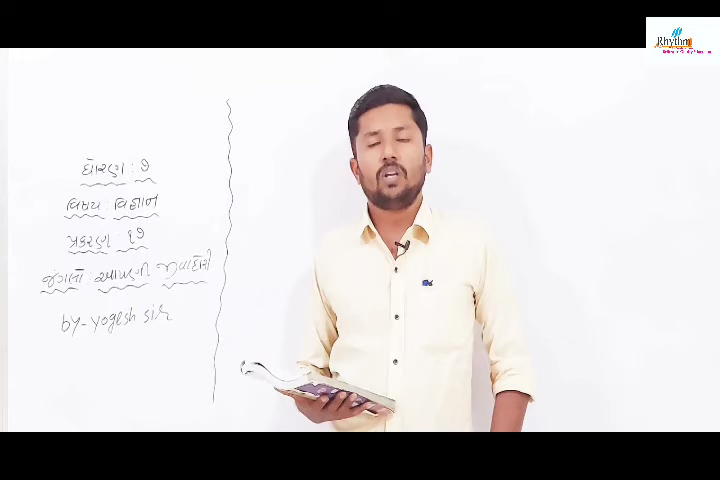 Rhythm
ધોરણ : ૭
વિષય : વિજ્ઞાન
પ્રકરણ : ૧૭
જંગલો : આપણી જીવાદોરી
by - yogesh sir